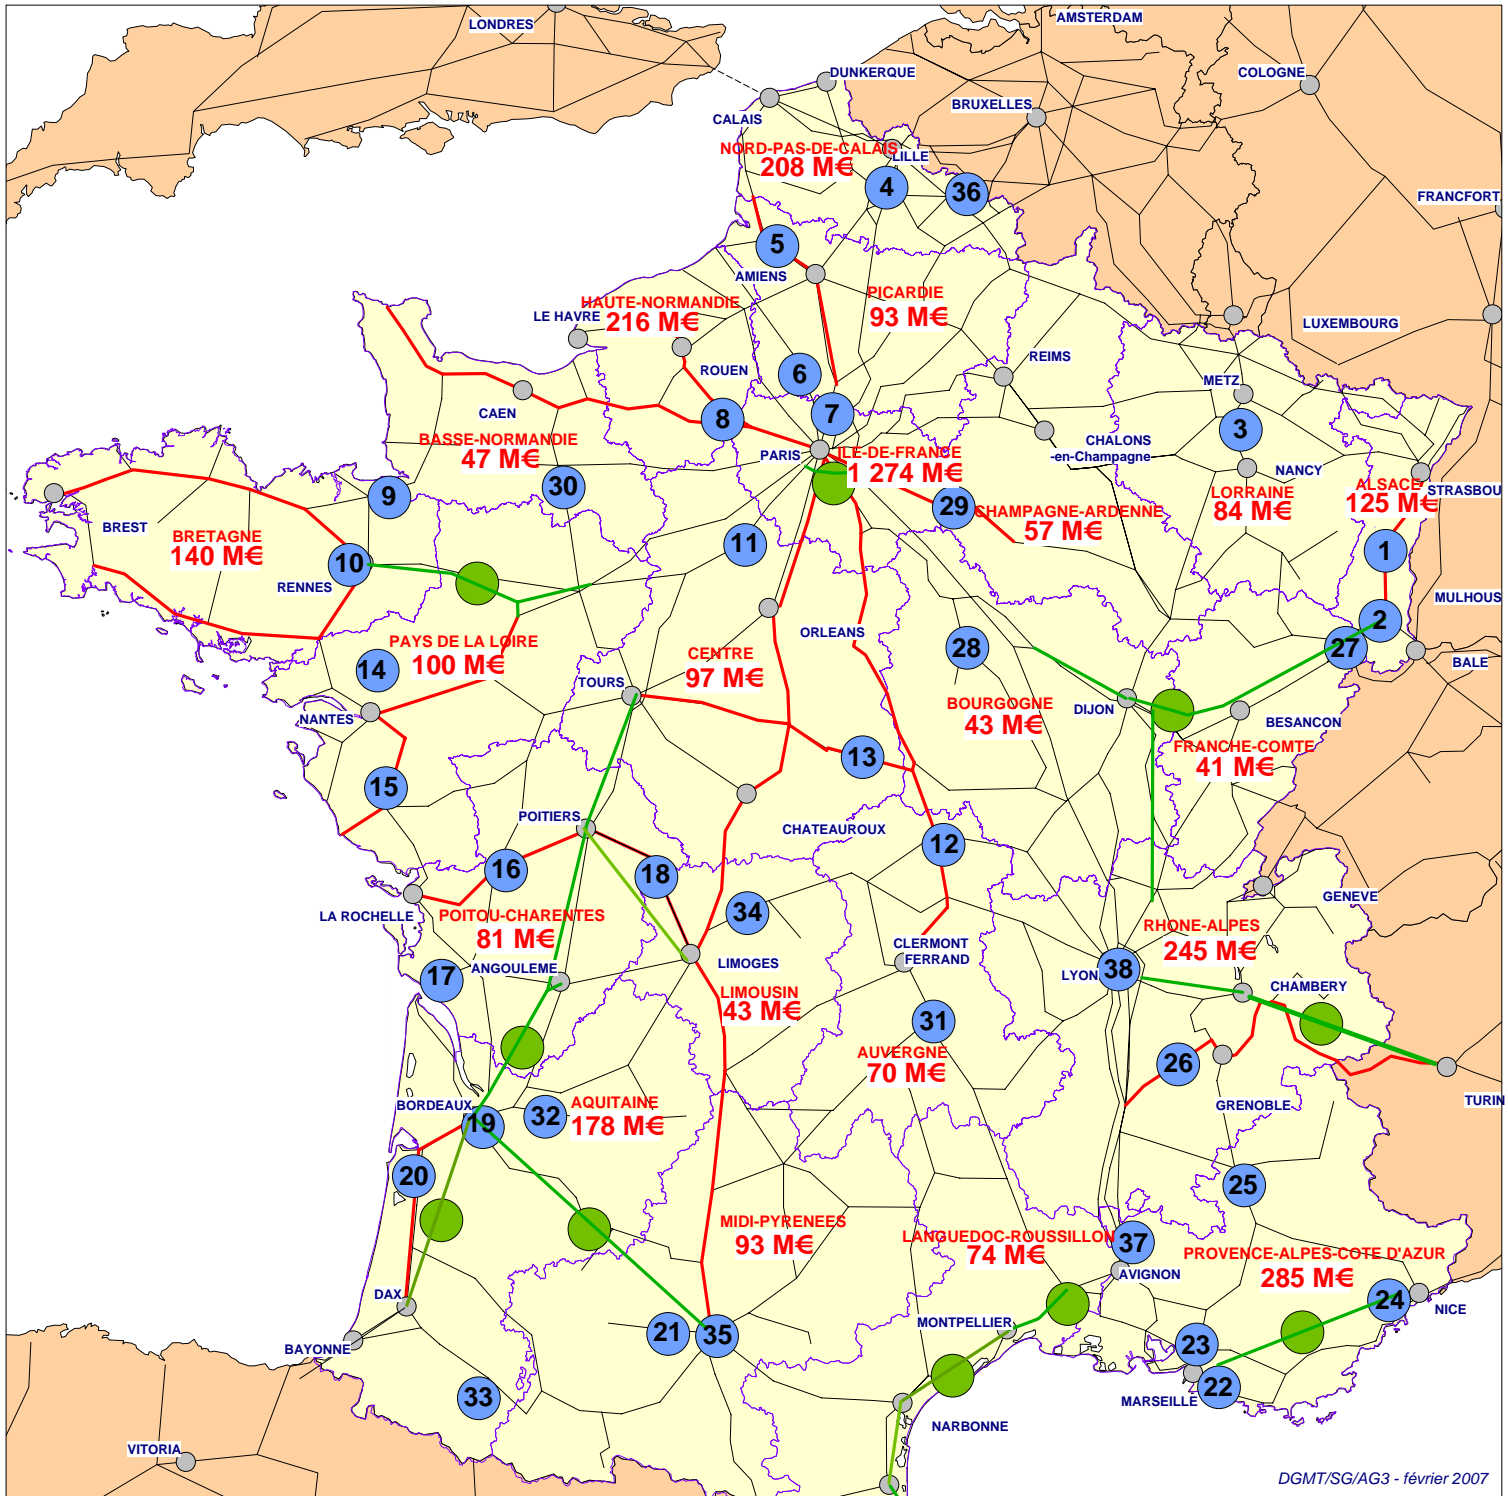 LONDRES
AMSTERDAM
DUNKERQUE
COLOGNE
BRUXELLES
CALAIS
NORD-PAS-DE-CALAIS
LILLE
208 M€
4
36
FRANCFORT
5
AMIENS
PICARDIE
93 M€
HAUTE-NORMANDIE
216 M€
LE HAVRE
LUXEMBOURG
REIMS
ROUEN
6
METZ
CAEN
7
8
3
BASSE-NORMANDIE
47 M€
PARIS
ILE-DE-FRANCE
1 274 M€
CHALONS
-en-Champagne
NANCY
30
9
LORRAINE
84 M€
ALSACE
125 M€
STRASBOU
BREST
29
CHAMPAGNE-ARDENNE
57 M€
BRETAGNE
140 M€
10
11
1
RENNES
MULHOUS
2
ORLEANS
PAYS DE LA LOIRE
100 M€
14
CENTRE
97 M€
28
27
BALE
TOURS
NANTES
BOURGOGNE
43 M€
DIJON
BESANCON
FRANCHE-COMTE
41 M€
13
15
POITIERS
CHATEAUROUX
12
16
18
34
GENEVE
LA ROCHELLE
POITOU-CHARENTES
81 M€
RHONE-ALPES
245 M€
CLERMONT
FERRAND
LIMOGES
17
ANGOULEME
LYON
38
CHAMBERY
LIMOUSIN
43 M€
31
AUVERGNE
70 M€
26
TURIN
BORDEAUX
19
32
AQUITAINE
178 M€
GRENOBLE
20
25
MIDI-PYRENEES
93 M€
LANGUEDOC-ROUSSILLON
74 M€
37
PROVENCE-ALPES-COTE D'AZUR
285 M€
AVIGNON
DAX
24
NICE
MONTPELLIER
21
35
23
BAYONNE
33
22
MARSEILLE
NARBONNE
VITORIA
DGMT/SG/AG3 - février 2007